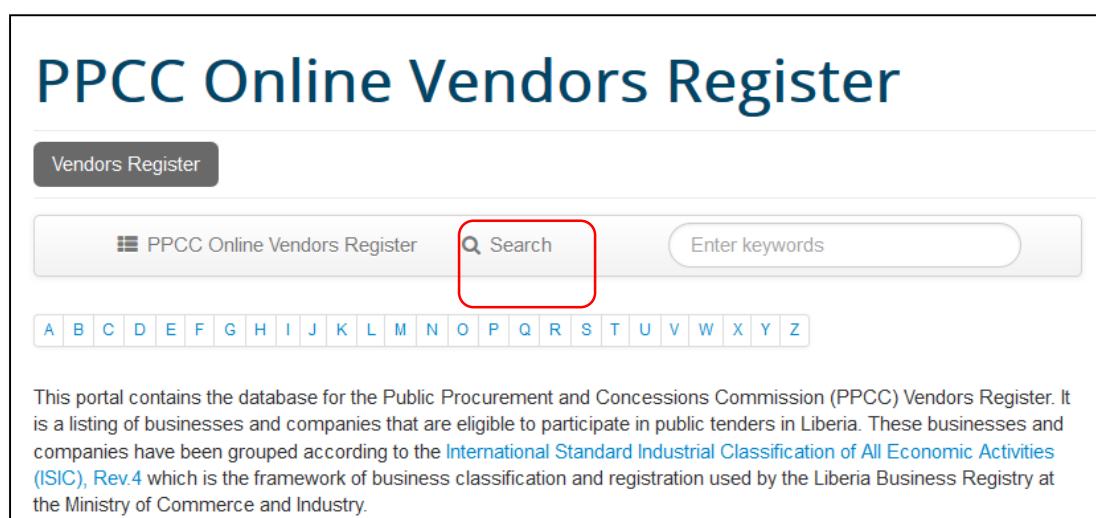 PPCC Online Vendors Register
Vendors Register
PPCC Online Vendors Register Search Enter keywords
A B C D E F G H I J K L M N O P Q R S T U V W X Y Z
This portal contains the database for the Public Procurement and Concessions Commission (PPCC) Vendors Register. It
is a listing of businesses and companies that are eligible to participate in public tenders in Liberia. These businesses and
companies have been grouped according to the International Standard Industrial Classification of All Economic Activities
(ISIC), Rev.4 which is the framework of business classification and registration used by the Liberia Business Registry at
the Ministry of Commerce and Industry.